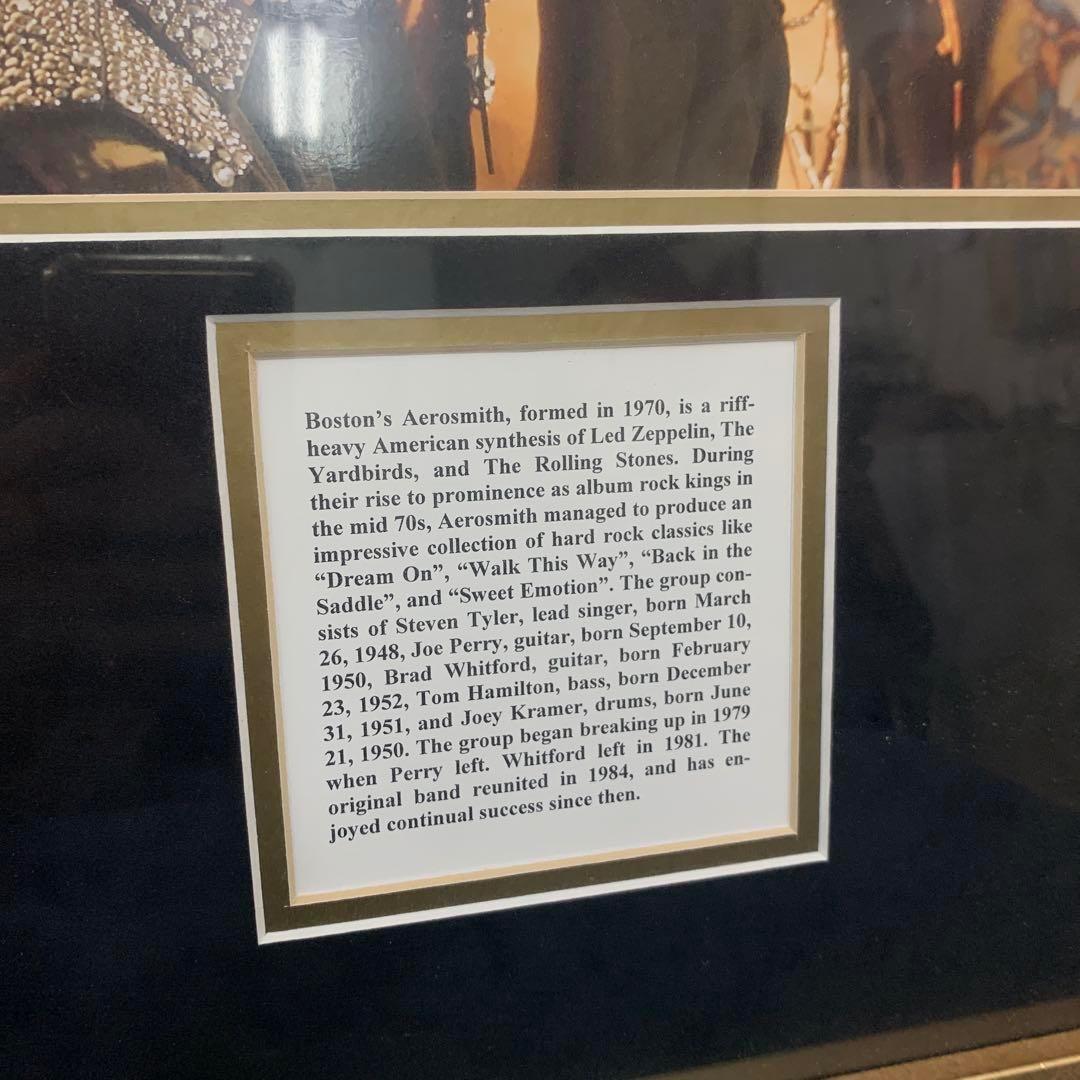 Boston's Aerosmith, formed in 1970, is a riff-
heavy American synthesis of Led Zeppelin, The
Yardbirds, and The Rolling Stones. During
their rise to prominence as album rock kings in
the mid 70s, Aerosmith managed to produce an
impressive collection of hard rock classics like
“Dream On”, “Walk This Way”, “Back in the
Saddle”, and “Sweet Emotion”. The group con-
sists of Steven Tyler, lead singer, born March
26, 1948, Joe Perry, guitar, born September 10,
1950, Brad Whitford, guitar, born February
23, 1952, Tom Hamilton, bass, born December
31, 1951, and Joey Kramer, drums, born June
21, 1950. The group began breaking up in 1979
when Perry left. Whitford left in 1981. The
original band reunited in 1984, and has en-
joyed continual success since then.